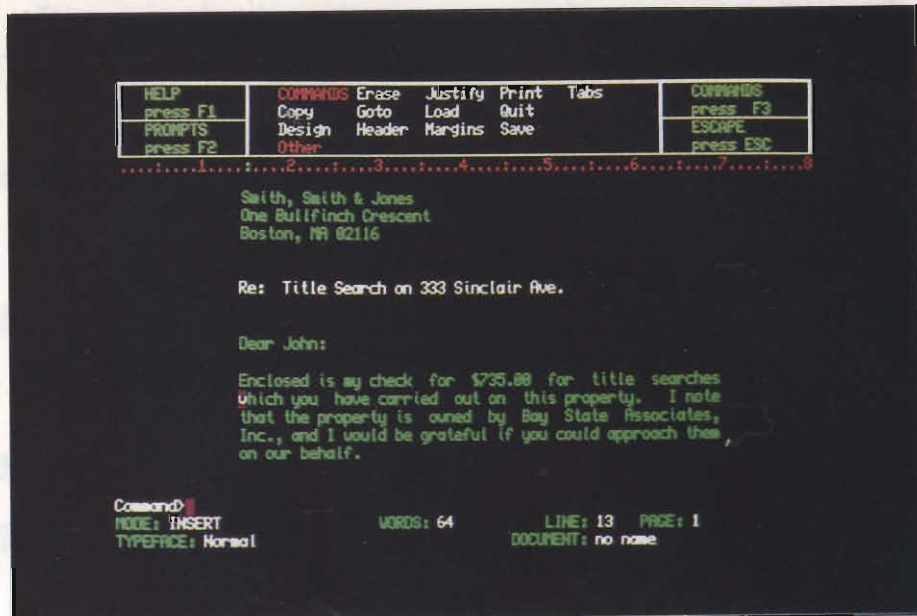 HELP
press F1
PROMPTS
press F2
COMMANDS Erase Justify Print Tabs
Copy Goto Load Quit
Design Header Margins Save
Other
COMMANDS
press F3
ESCAPE
press ESC
....:....1....:....2....:....3....:....4....:....5....:....6....:....7....:....8
Smith, Smith & Jones
One Bullfinch Crescent
Boston, MA 02116
Re: Title Search on 333 Sinclair Ave.
Dear John:
Enclosed is my check for $735.00 for title searches
which you have carried out on this property. I note
that the property is owned by Bay State Associates,
Inc., and I would be grateful if you could approach them
on our behalf.
Command>
MODE: INSERT WORDS: 64 LINE: 13 PAGE: 1
TYPEFACE: Normal DOCUMENT: no name